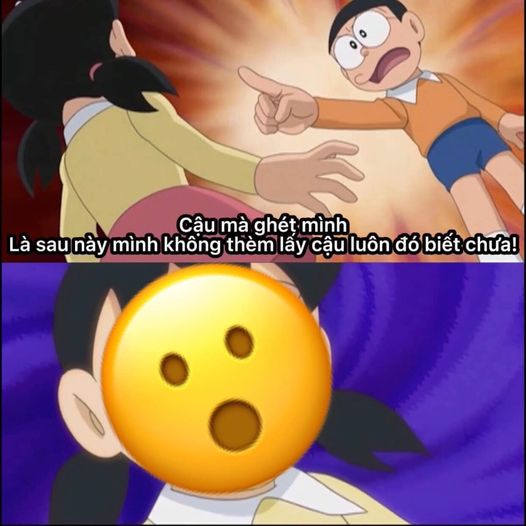 Cậu mà ghét mình
Là sau này mình không thèm lấy cậu luôn đó biết chưa!